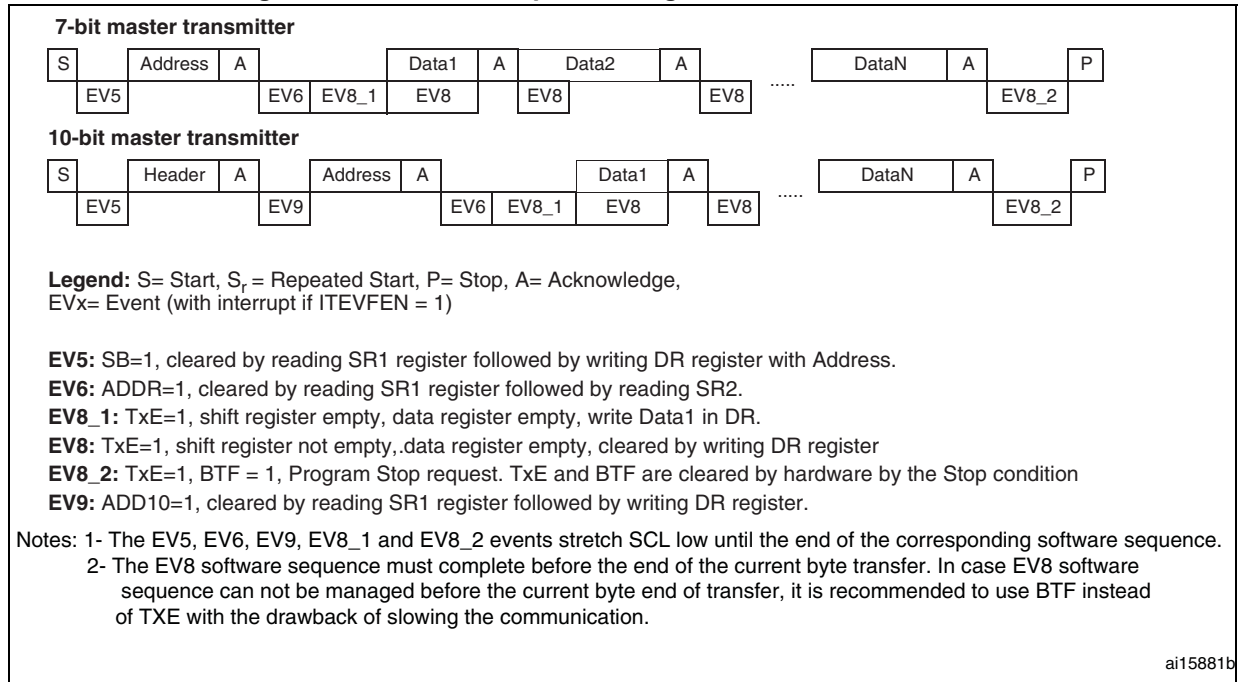 7-bit master transmitter
S Address A Data1 A Data2 A ..... DataN A P
EV5 EV6 EV8_1 EV8 EV8 EV8 EV8_2
10-bit master transmitter
S Header A Address A Data1 A ..... DataN A P
EV5 EV9 EV6 EV8_1 EV8 EV8 EV8_2
Legend: S= Start, Sr = Repeated Start, P= Stop, A= Acknowledge,
EVx= Event (with interrupt if ITEVFEN = 1)
EV5: SB=1, cleared by reading SR1 register followed by writing DR register with Address.
EV6: ADDR=1, cleared by reading SR1 register followed by reading SR2.
EV8_1: TxE=1, shift register empty, data register empty, write Data1 in DR.
EV8: TxE=1, shift register not empty,.data register empty, cleared by writing DR register
EV8_2: TxE=1, BTF = 1, Program Stop request. TxE and BTF are cleared by hardware by the Stop condition
EV9: ADD10=1, cleared by reading SR1 register followed by writing DR register.
Notes: 1- The EV5, EV6, EV9, EV8_1 and EV8_2 events stretch SCL low until the end of the corresponding software sequence.
2- The EV8 software sequence must complete before the end of the current byte transfer. In case EV8 software
sequence can not be managed before the current byte end of transfer, it is recommended to use BTF instead
of TXE with the drawback of slowing the communication.
ai15881b